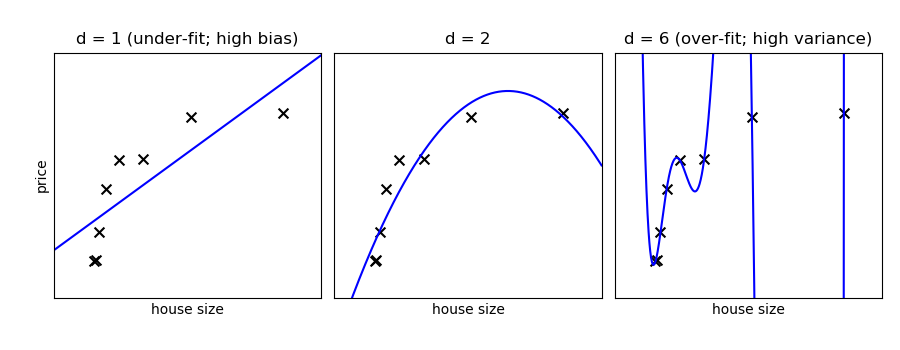 d = 1 (under-fit; high bias)
d = 2
d = 6 (over-fit; high variance)
price
house size
house size
house size